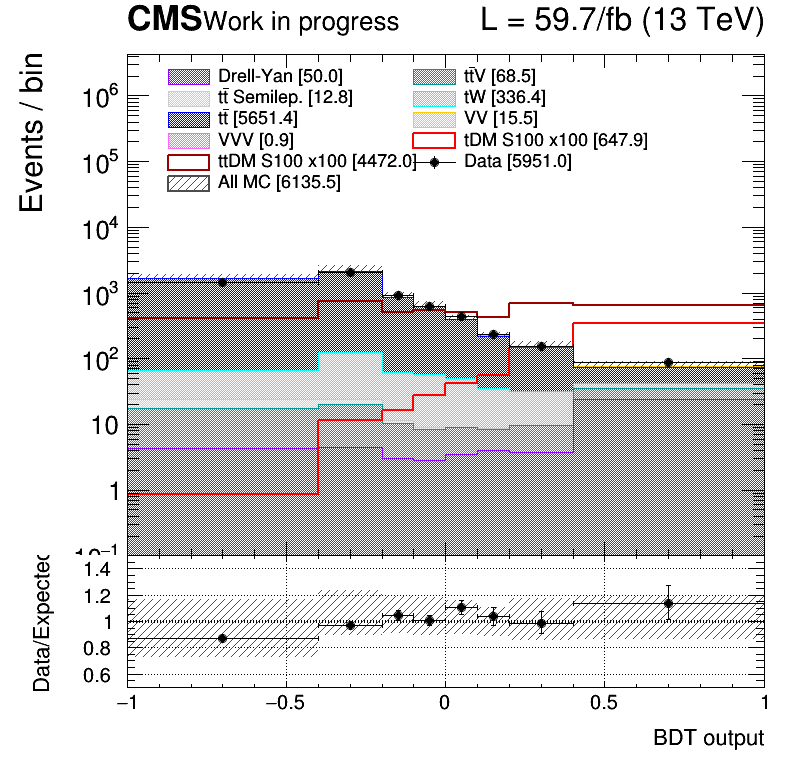 CMS Work in progress L = 59.7/fb (13 TeV)
Events / bin
Drell-Yan [50.0] tt̄V [68.5]
tt̄ Semilep. [12.8] tW [336.4]
tt̄ [5651.4] VV [15.5]
VVV [0.9] tDM S100 x100 [647.9]
ttDM S100 x100 [4472.0] Data [5951.0]
All MC [6135.5]
10⁶
10⁵
10⁴
10³
10²
10
1
10⁻¹
Data/Expected
1.4
1.2
1
0.8
0.6
−1 −0.5 0 0.5 1
BDT output